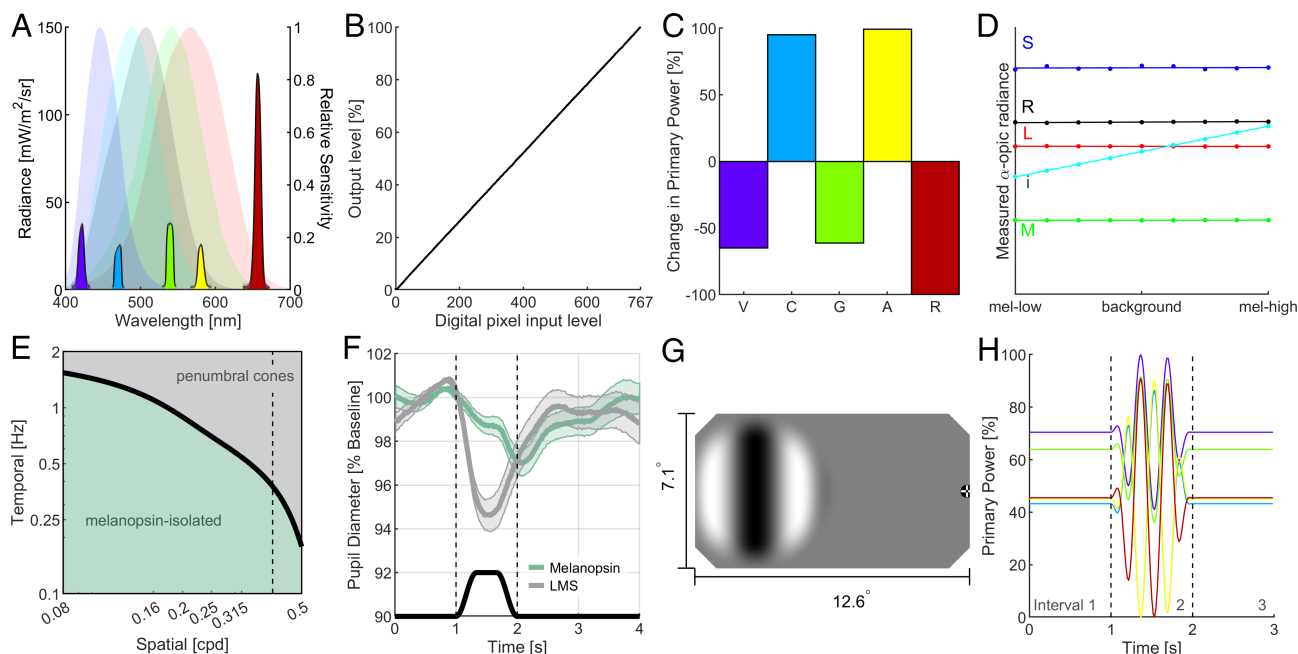 A
Radiance [mW/m²/sr]
150
100
50
0
1
0.8
0.6
0.4
0.2
0
Relative Sensitivity
400
500
600
700
Wavelength [nm]
B
Output level [%]
100
80
60
40
20
0
0
200
400
600
767
Digital pixel input level
C
Change in Primary Power [%]
100
50
0
-50
-100
V
C
G
A
R
D
Measured α-opic radiance
S
R
L
i
M
mel-low
background
mel-high
E
Temporal [Hz]
2
1
0.5
0.25
0.1
penumbral cones
melanopsin-isolated
0.08
0.16
0.2
0.25
0.315
0.5
Spatial [cpd]
F
Pupil Diameter [% Baseline]
102
100
98
96
94
92
90
Melanopsin
LMS
0
1
2
3
4
Time [s]
G
7.1°
12.6°
H
Primary Power [%]
100
80
60
40
20
0
Interval 1
2
3
0
1
2
3
Time [s]